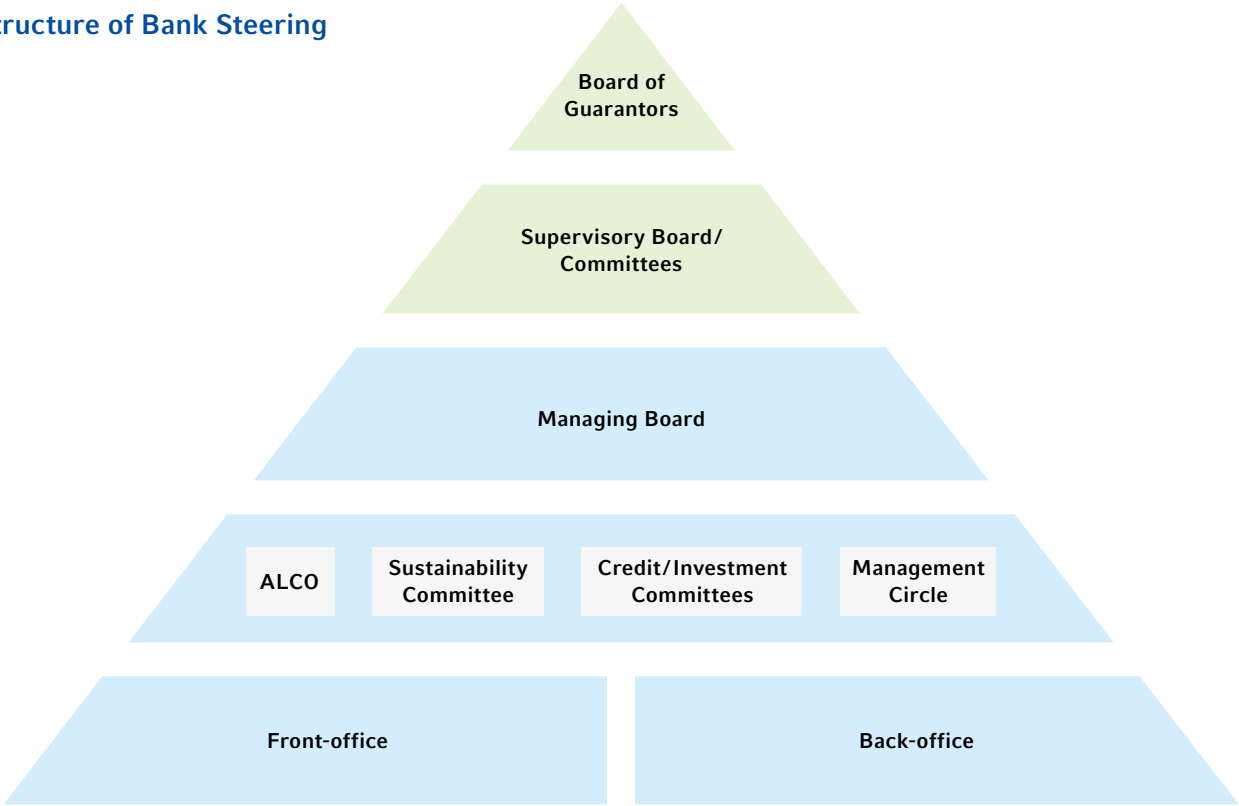 tructure of Bank Steering
Board of
Guarantors
Supervisory Board/
Committees
Managing Board
ALCO
Sustainability
Committee
Credit/Investment
Committees
Management
Circle
Front-office
Back-office